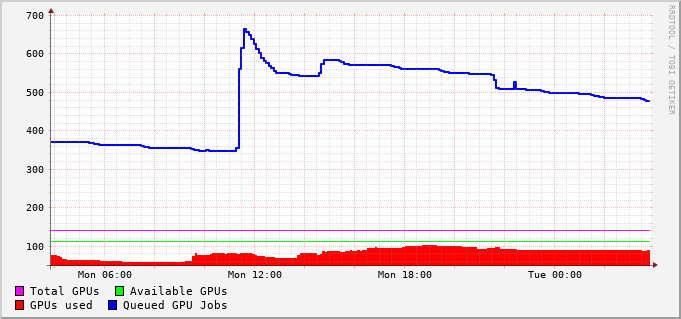 700
600
500
400
300
200
100
Mon 06:00 Mon 12:00 Mon 18:00 Tue 00:00
Total GPUs Available GPUs
GPUs used Queued GPU Jobs
RRDTOOL / TOBI OETIKER